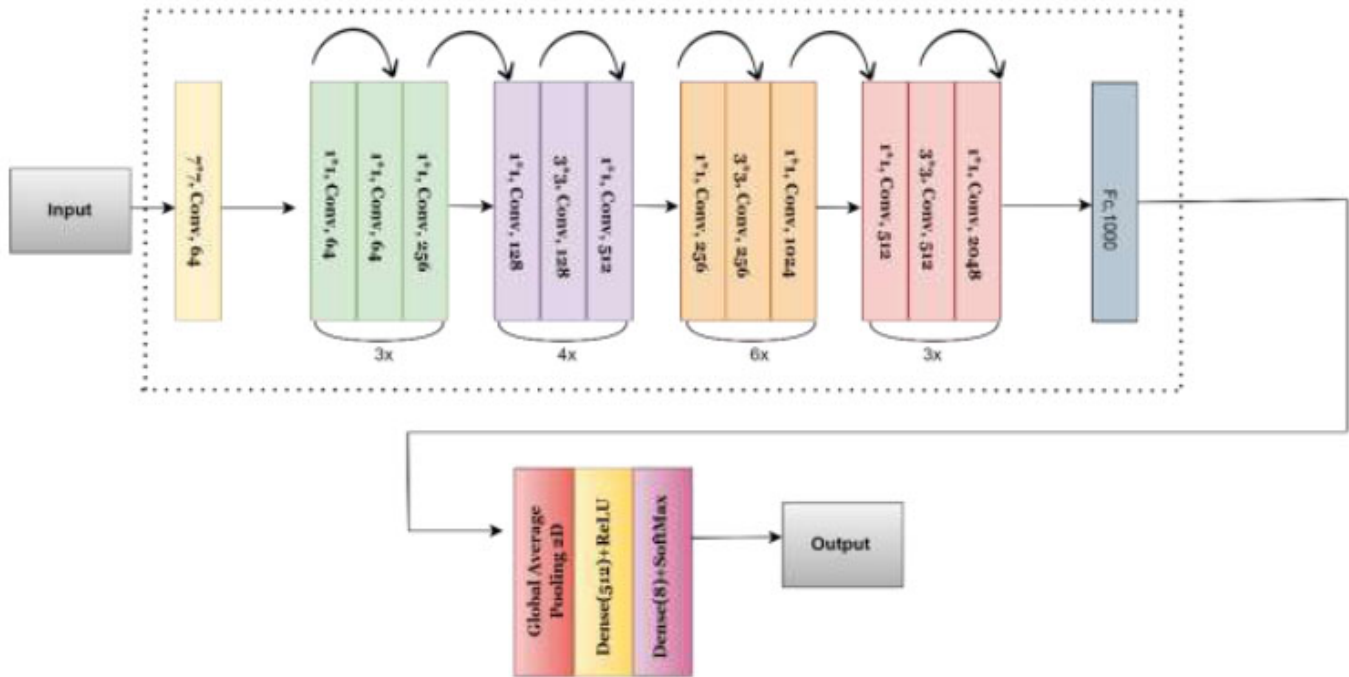 Input
7*7, Conv, 64
1*1, Conv, 64
1*1, Conv, 64
1*1, Conv, 256
3x
1*1, Conv, 128
3*3, Conv, 128
1*1, Conv, 512
4x
1*1, Conv, 256
3*3, Conv, 256
1*1, Conv, 1024
6x
1*1, Conv, 512
3*3, Conv, 512
1*1, Conv, 2048
3x
Fc, 1000
Global Average
Pooling 2D
Dense(512)+ReLU
Dense(8)+SoftMax
Output